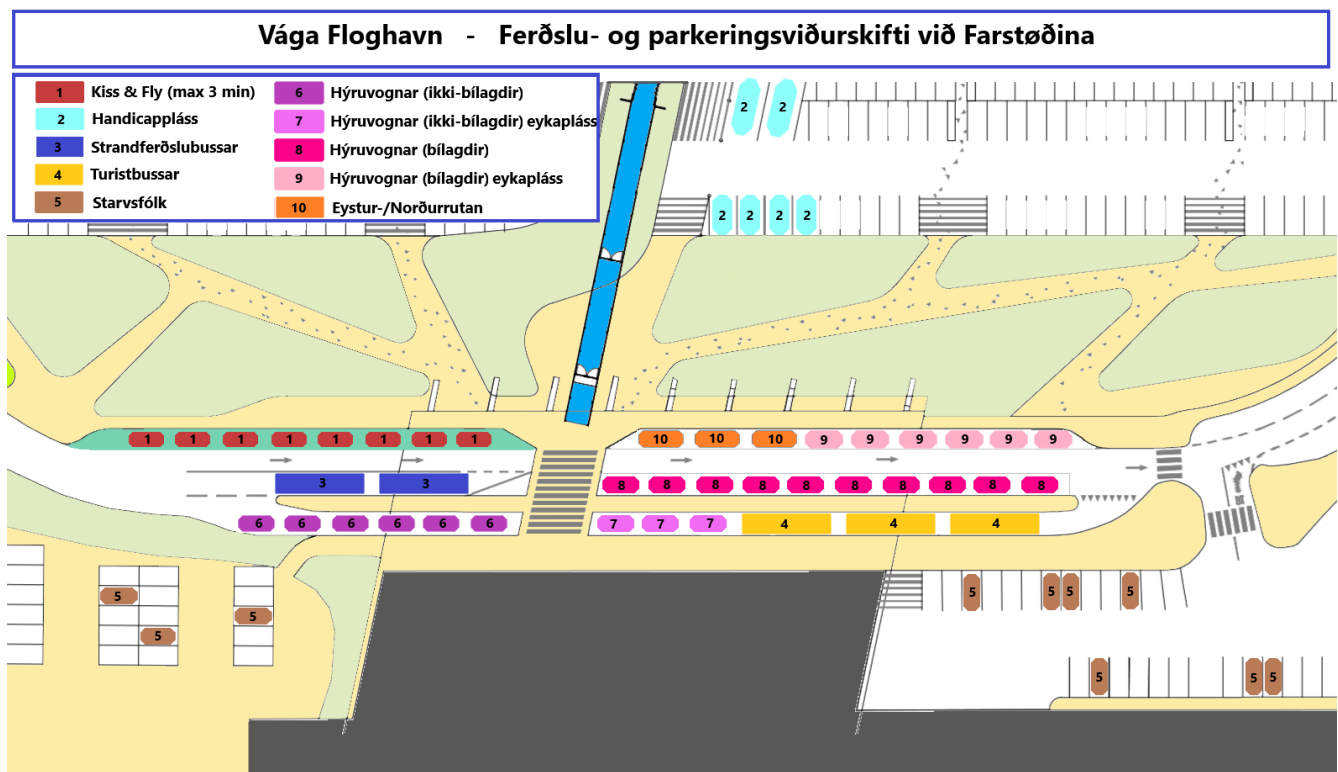 Vága Floghavn - Ferðslu- og parkeringsviðurskifti við Farstøðina
1 Kiss & Fly (max 3 min)
2 Handicappláss
3 Strandferðslubussar
4 Turistbussar
5 Starvsfólk
6 Hýruvognar (ikki-bílagdir)
7 Hýruvognar (ikki-bílagdir) eykapláss
8 Hýruvognar (bílagdir)
9 Hýruvognar (bílagdir) eykapláss
10 Eystur-/Norðurrutan
2 2
2 2 2 2
1 1 1 1 1 1 1 1 10 10 10 9 9 9 9 9 9
3 3 8 8 8 8 8 8 8 8 8 8
6 6 6 6 6 6 7 7 7 4 4 4
5 5 5 5 5
5 5
5 5 5